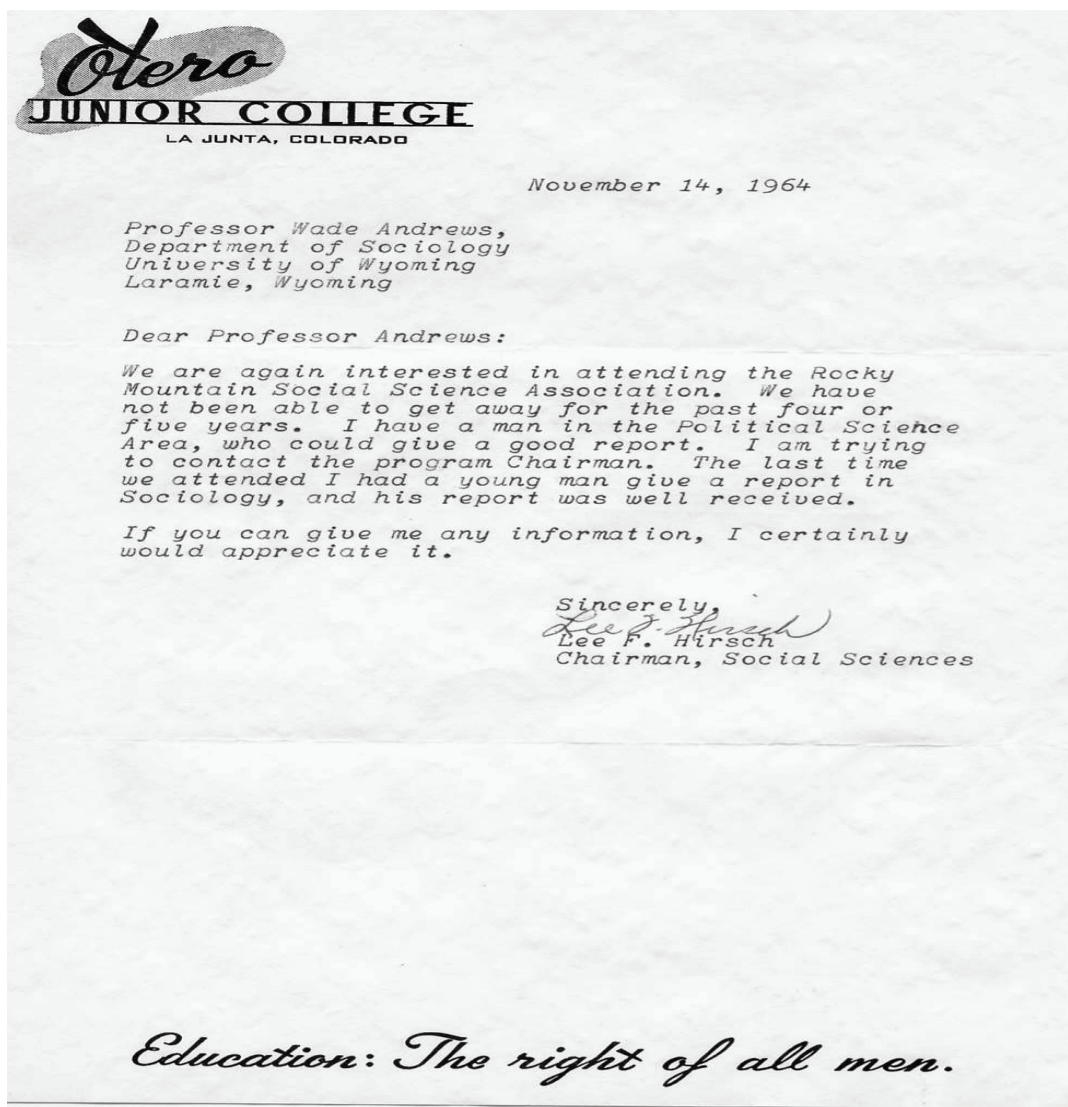 Otero
JUNIOR COLLEGE
LA JUNTA, COLORADO
November 14, 1964
Professor Wade Andrews,
Department of Sociology
University of Wyoming
Laramie, Wyoming
Dear Professor Andrews:
We are again interested in attending the Rocky
Mountain Social Science Association. We have
not been able to get away for the past four or
five years. I have a man in the Political Science
Area, who could give a good report. I am trying
to contact the program Chairman. The last time
we attended I had a young man give a report in
Sociology, and his report was well received.
If you can give me any information, I certainly
would appreciate it.
Sincerely,
Lee F. Hirsch
Lee F. Hirsch
Chairman, Social Sciences
Education: The right of all men.